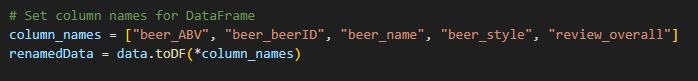 # Set column names for DataFrame
column_names = ["beer_ABV", "beer_beerID", "beer_name", "beer_style", "review_overall"]
renamedData = data.toDF(*column_names)